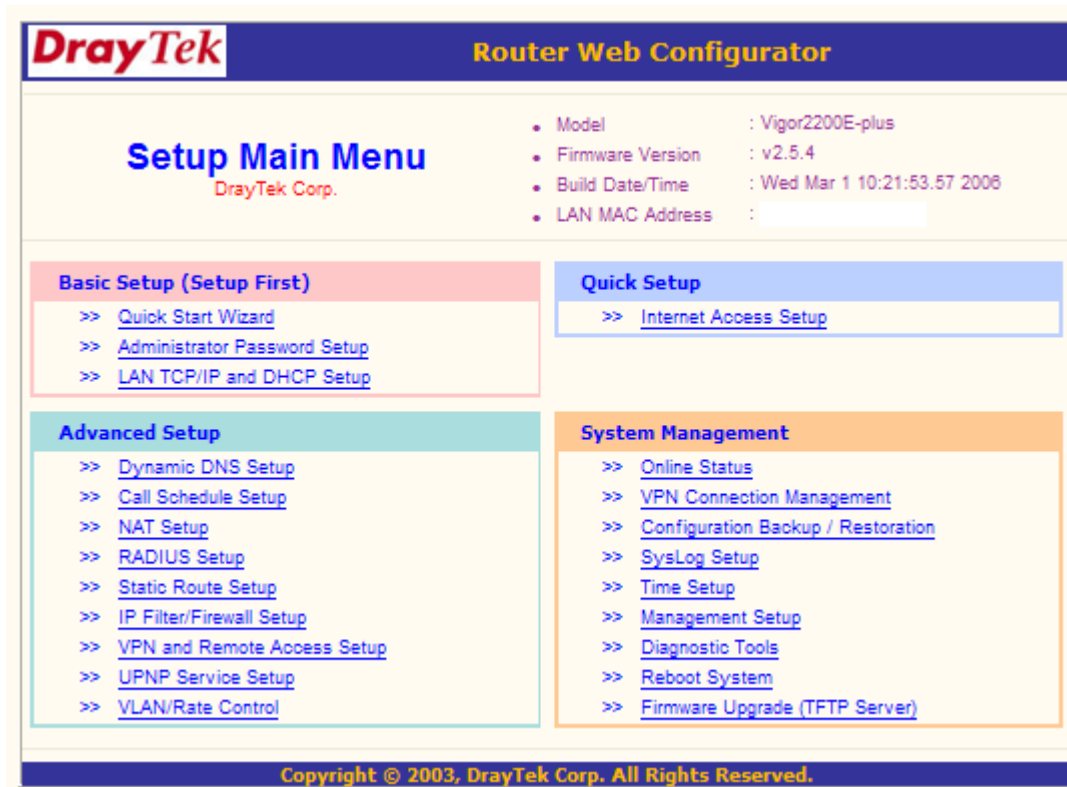 DrayTek
Router Web Configurator
Setup Main Menu
DrayTek Corp.
Model : Vigor2200E-plus
Firmware Version : v2.5.4
Build Date/Time : Wed Mar 1 10:21:53.57 2006
LAN MAC Address :
Basic Setup (Setup First)
>> Quick Start Wizard
>> Administrator Password Setup
>> LAN TCP/IP and DHCP Setup
Quick Setup
>> Internet Access Setup
Advanced Setup
>> Dynamic DNS Setup
>> Call Schedule Setup
>> NAT Setup
>> RADIUS Setup
>> Static Route Setup
>> IP Filter/Firewall Setup
>> VPN and Remote Access Setup
>> UPNP Service Setup
>> VLAN/Rate Control
System Management
>> Online Status
>> VPN Connection Management
>> Configuration Backup / Restoration
>> SysLog Setup
>> Time Setup
>> Management Setup
>> Diagnostic Tools
>> Reboot System
>> Firmware Upgrade (TFTP Server)
Copyright © 2003, DrayTek Corp. All Rights Reserved.